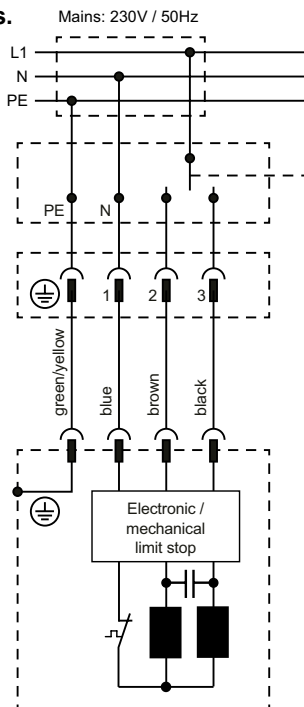 s.
Mains: 230V / 50Hz
L1
N
PE
PE
N
1
2
3
green/yellow
blue
brown
black
Electronic /
mechanical
limit stop